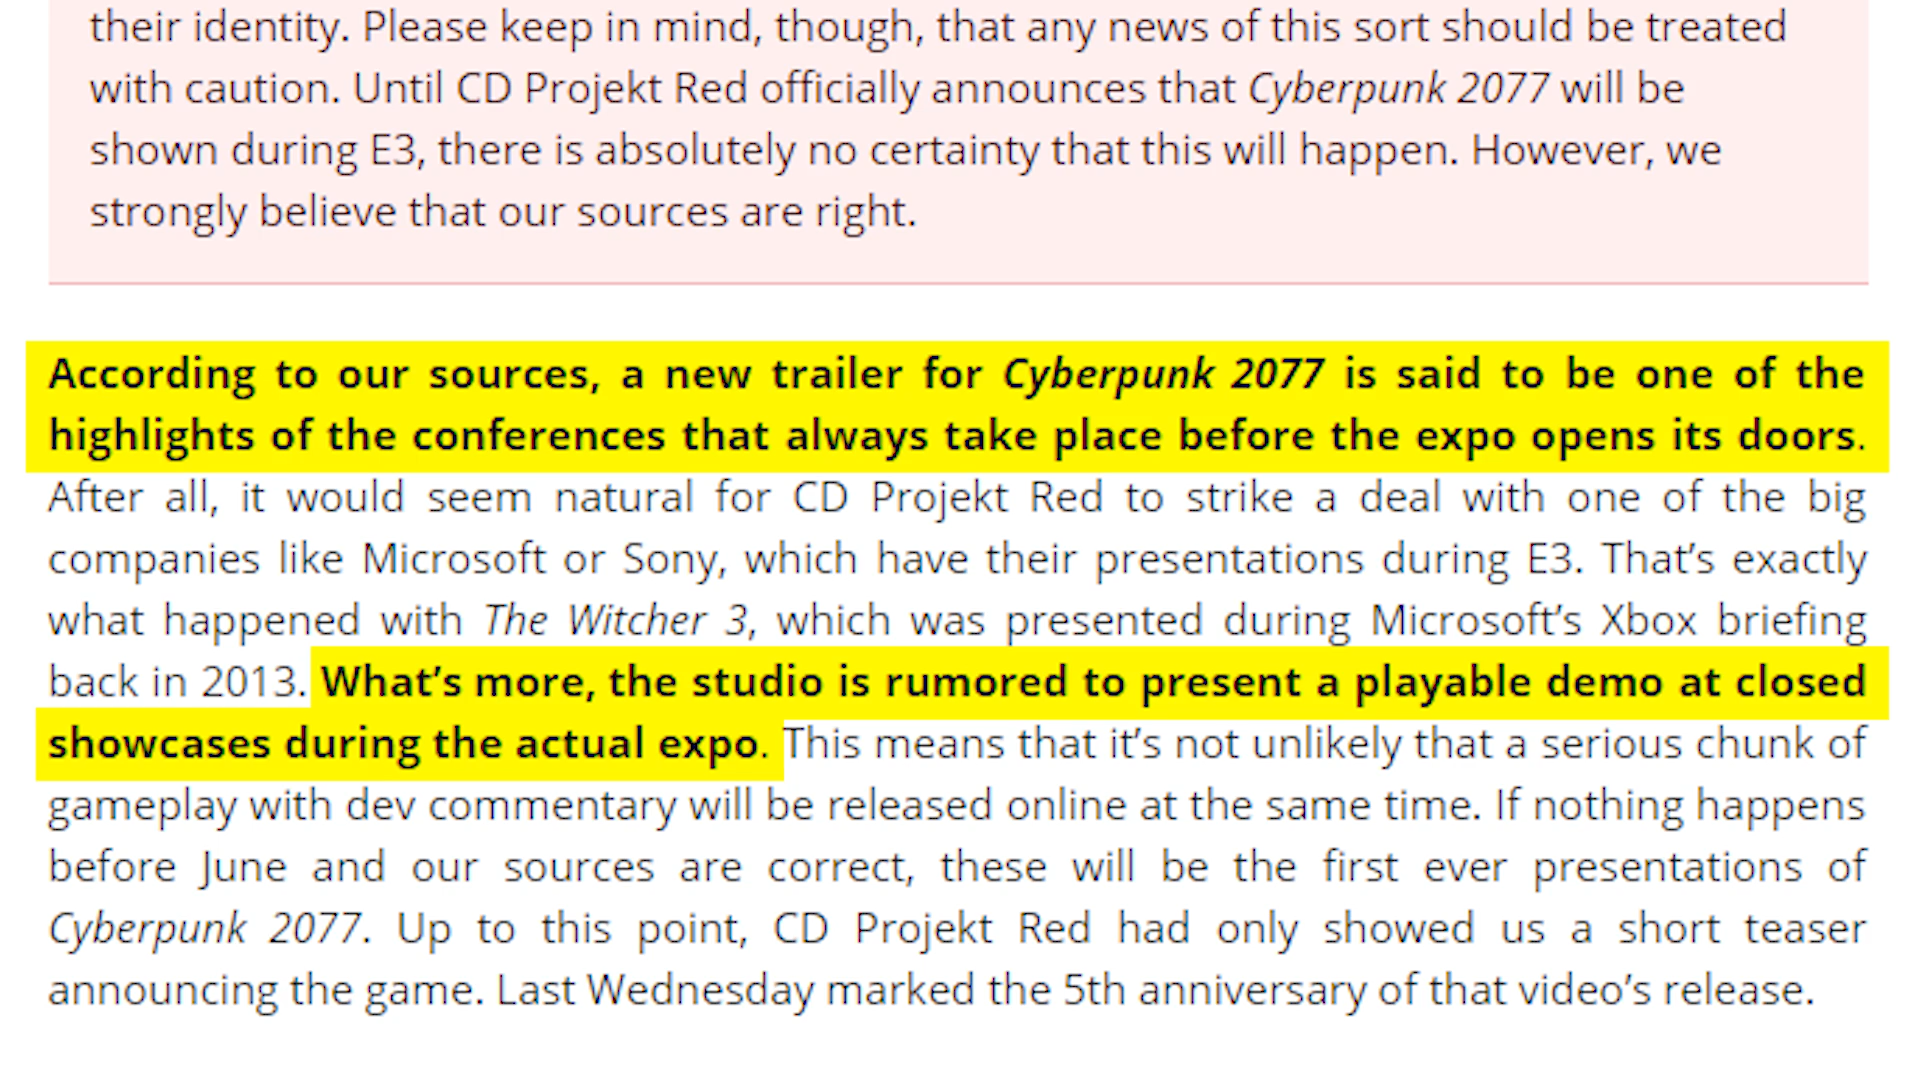 their identity. Please keep in mind, though, that any news of this sort should be treated
with caution. Until CD Projekt Red officially announces that Cyberpunk 2077 will be
shown during E3, there is absolutely no certainty that this will happen. However, we
strongly believe that our sources are right.
According to our sources, a new trailer for Cyberpunk 2077 is said to be one of the
highlights of the conferences that always take place before the expo opens its doors.
After all, it would seem natural for CD Projekt Red to strike a deal with one of the big
companies like Microsoft or Sony, which have their presentations during E3. That’s exactly
what happened with The Witcher 3, which was presented during Microsoft’s Xbox briefing
back in 2013. What’s more, the studio is rumored to present a playable demo at closed
showcases during the actual expo. This means that it’s not unlikely that a serious chunk of
gameplay with dev commentary will be released online at the same time. If nothing happens
before June and our sources are correct, these will be the first ever presentations of
Cyberpunk 2077. Up to this point, CD Projekt Red had only showed us a short teaser
announcing the game. Last Wednesday marked the 5th anniversary of that video’s release.